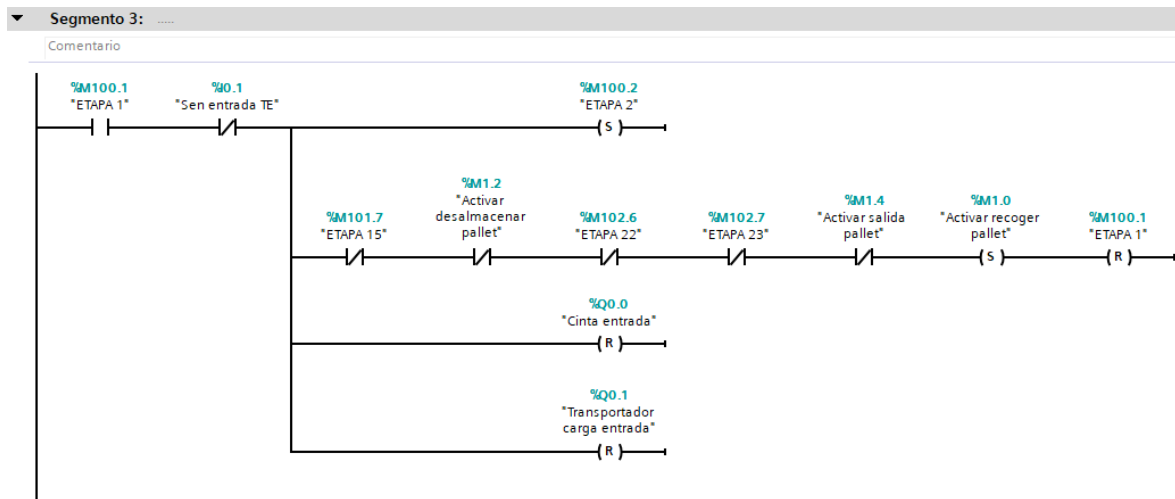 Segmento 3: .....
Comentario
%M100.1
"ETAPA 1"
%I0.1
"Sen entrada TE"
%M100.2
"ETAPA 2"
S
%M101.7
"ETAPA 15"
%M1.2
"Activar
desalmacenar
pallet"
%M102.6
"ETAPA 22"
%M102.7
"ETAPA 23"
%M1.4
"Activar salida
pallet"
%M1.0
"Activar recoger
pallet"
S
%M100.1
"ETAPA 1"
R
%Q0.0
"Cinta entrada"
R
%Q0.1
"Transportador
carga entrada"
R